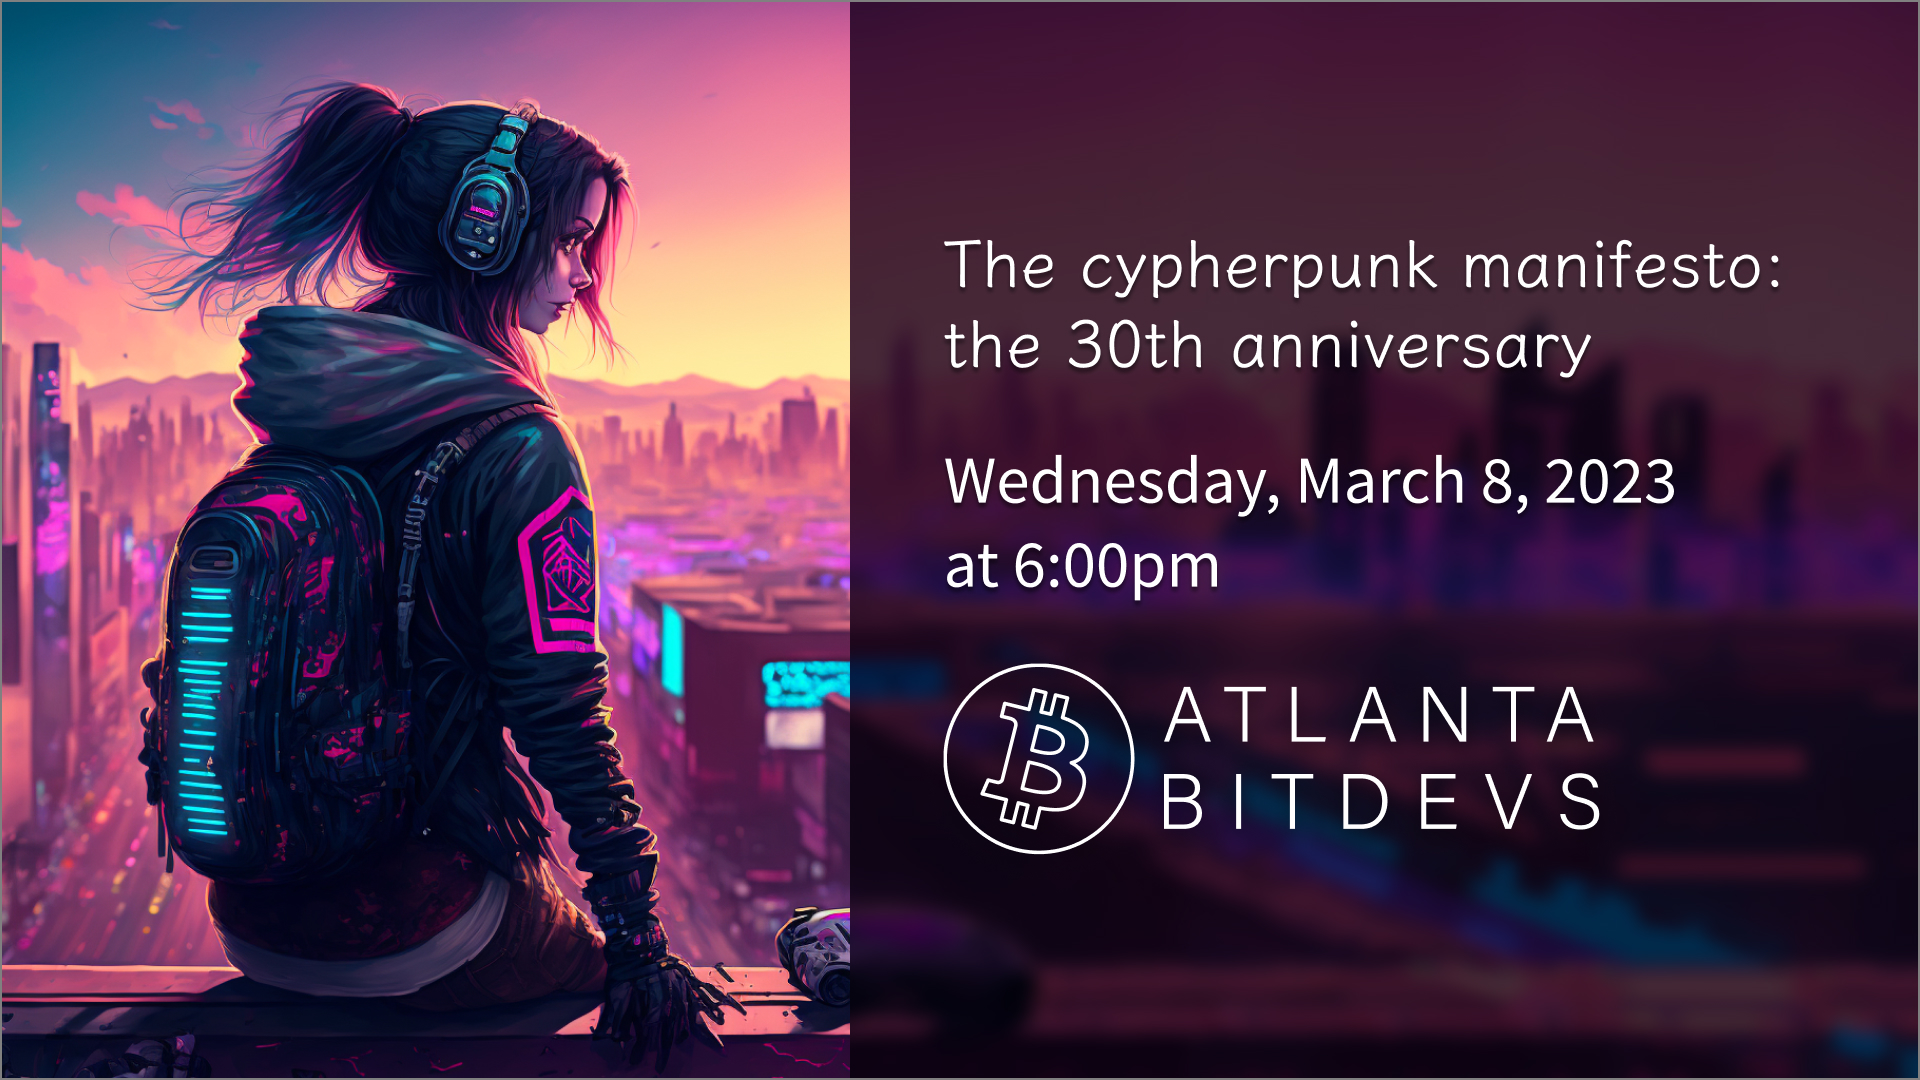 The cypherpunk manifesto:
the 30th anniversary
Wednesday, March 8, 2023
at 6:00pm
ATLANTA
BITDEVS